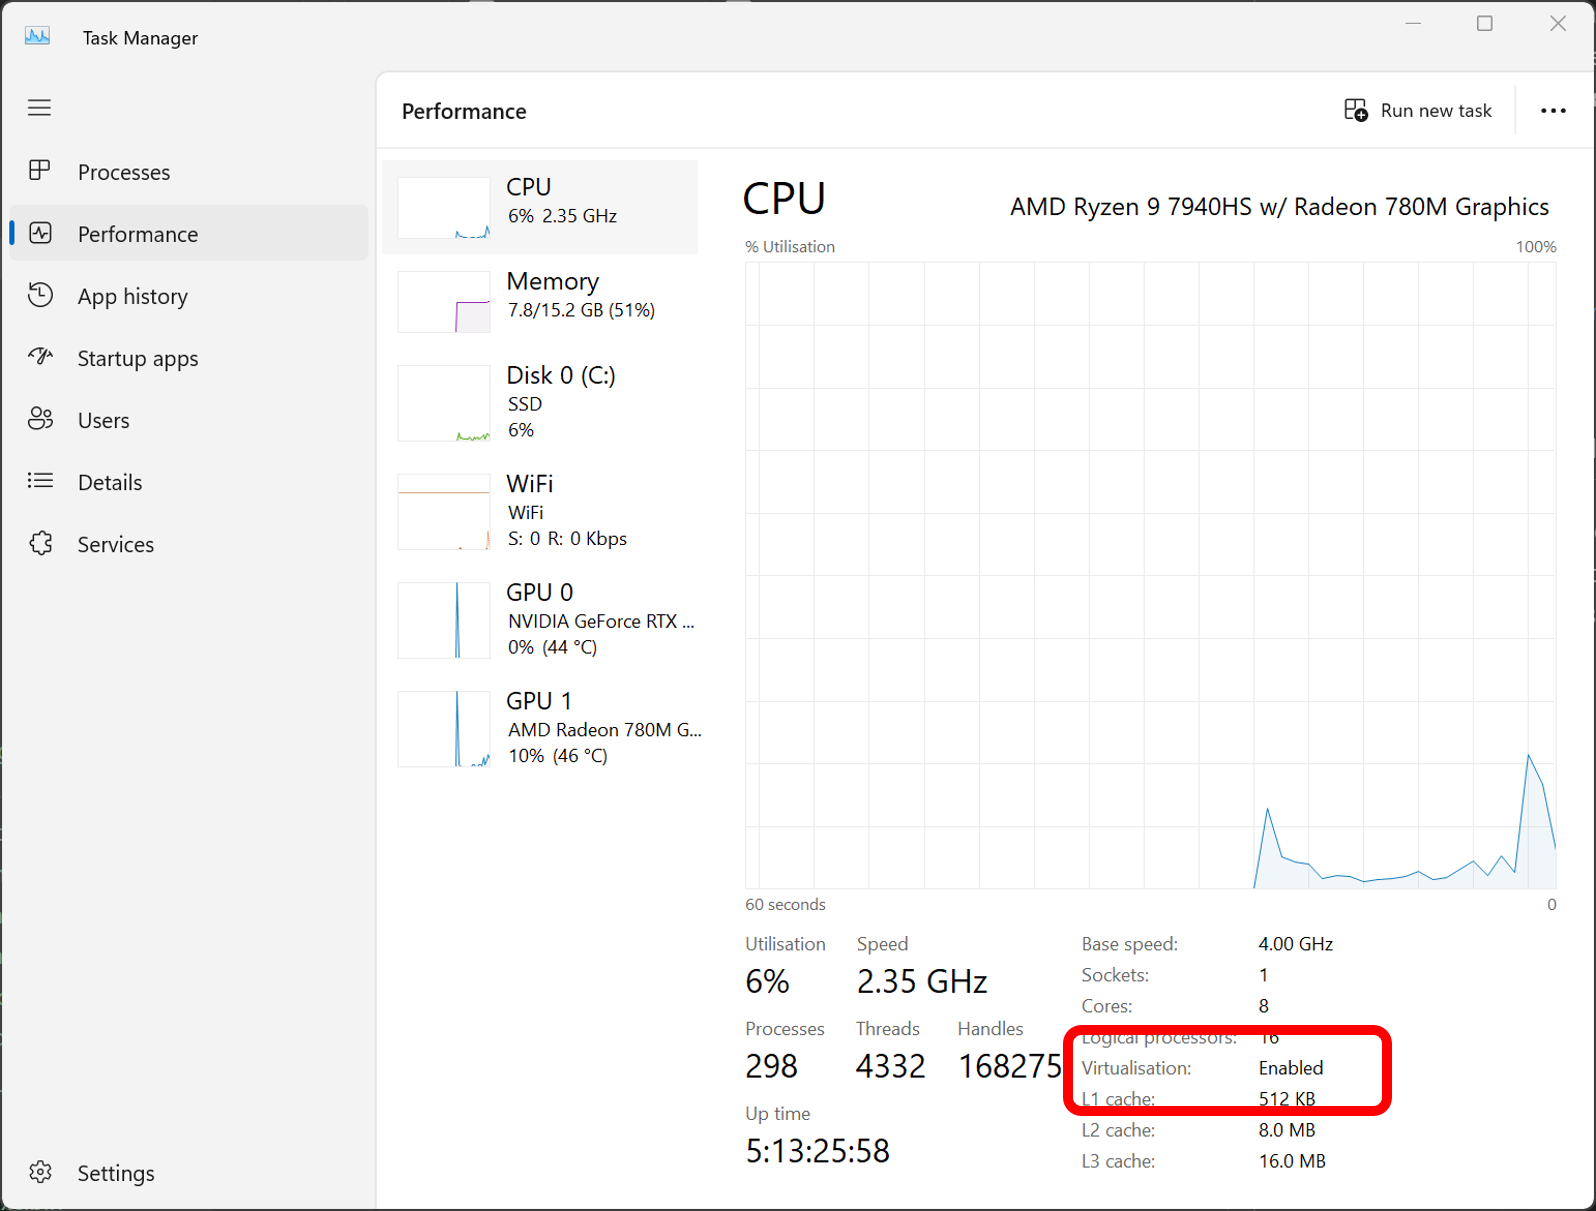 Task Manager
Performance
Run new task
Processes
Performance
App history
Startup apps
Users
Details
Services
Settings
CPU
6% 2.35 GHz
Memory
7.8/15.2 GB (51%)
Disk 0 (C:)
SSD
6%
WiFi
WiFi
S: 0 R: 0 Kbps
GPU 0
NVIDIA GeForce RTX ...
0% (44 °C)
GPU 1
AMD Radeon 780M G...
10% (46 °C)
CPU
AMD Ryzen 9 7940HS w/ Radeon 780M Graphics
% Utilisation 100%
60 seconds 0
Utilisation Speed
6% 2.35 GHz
Processes Threads Handles
298 4332 168275
Up time
5:13:25:58
Base speed: 4.00 GHz
Sockets: 1
Cores: 8
Logical processors: 16
Virtualisation: Enabled
L1 cache: 512 KB
L2 cache: 8.0 MB
L3 cache: 16.0 MB